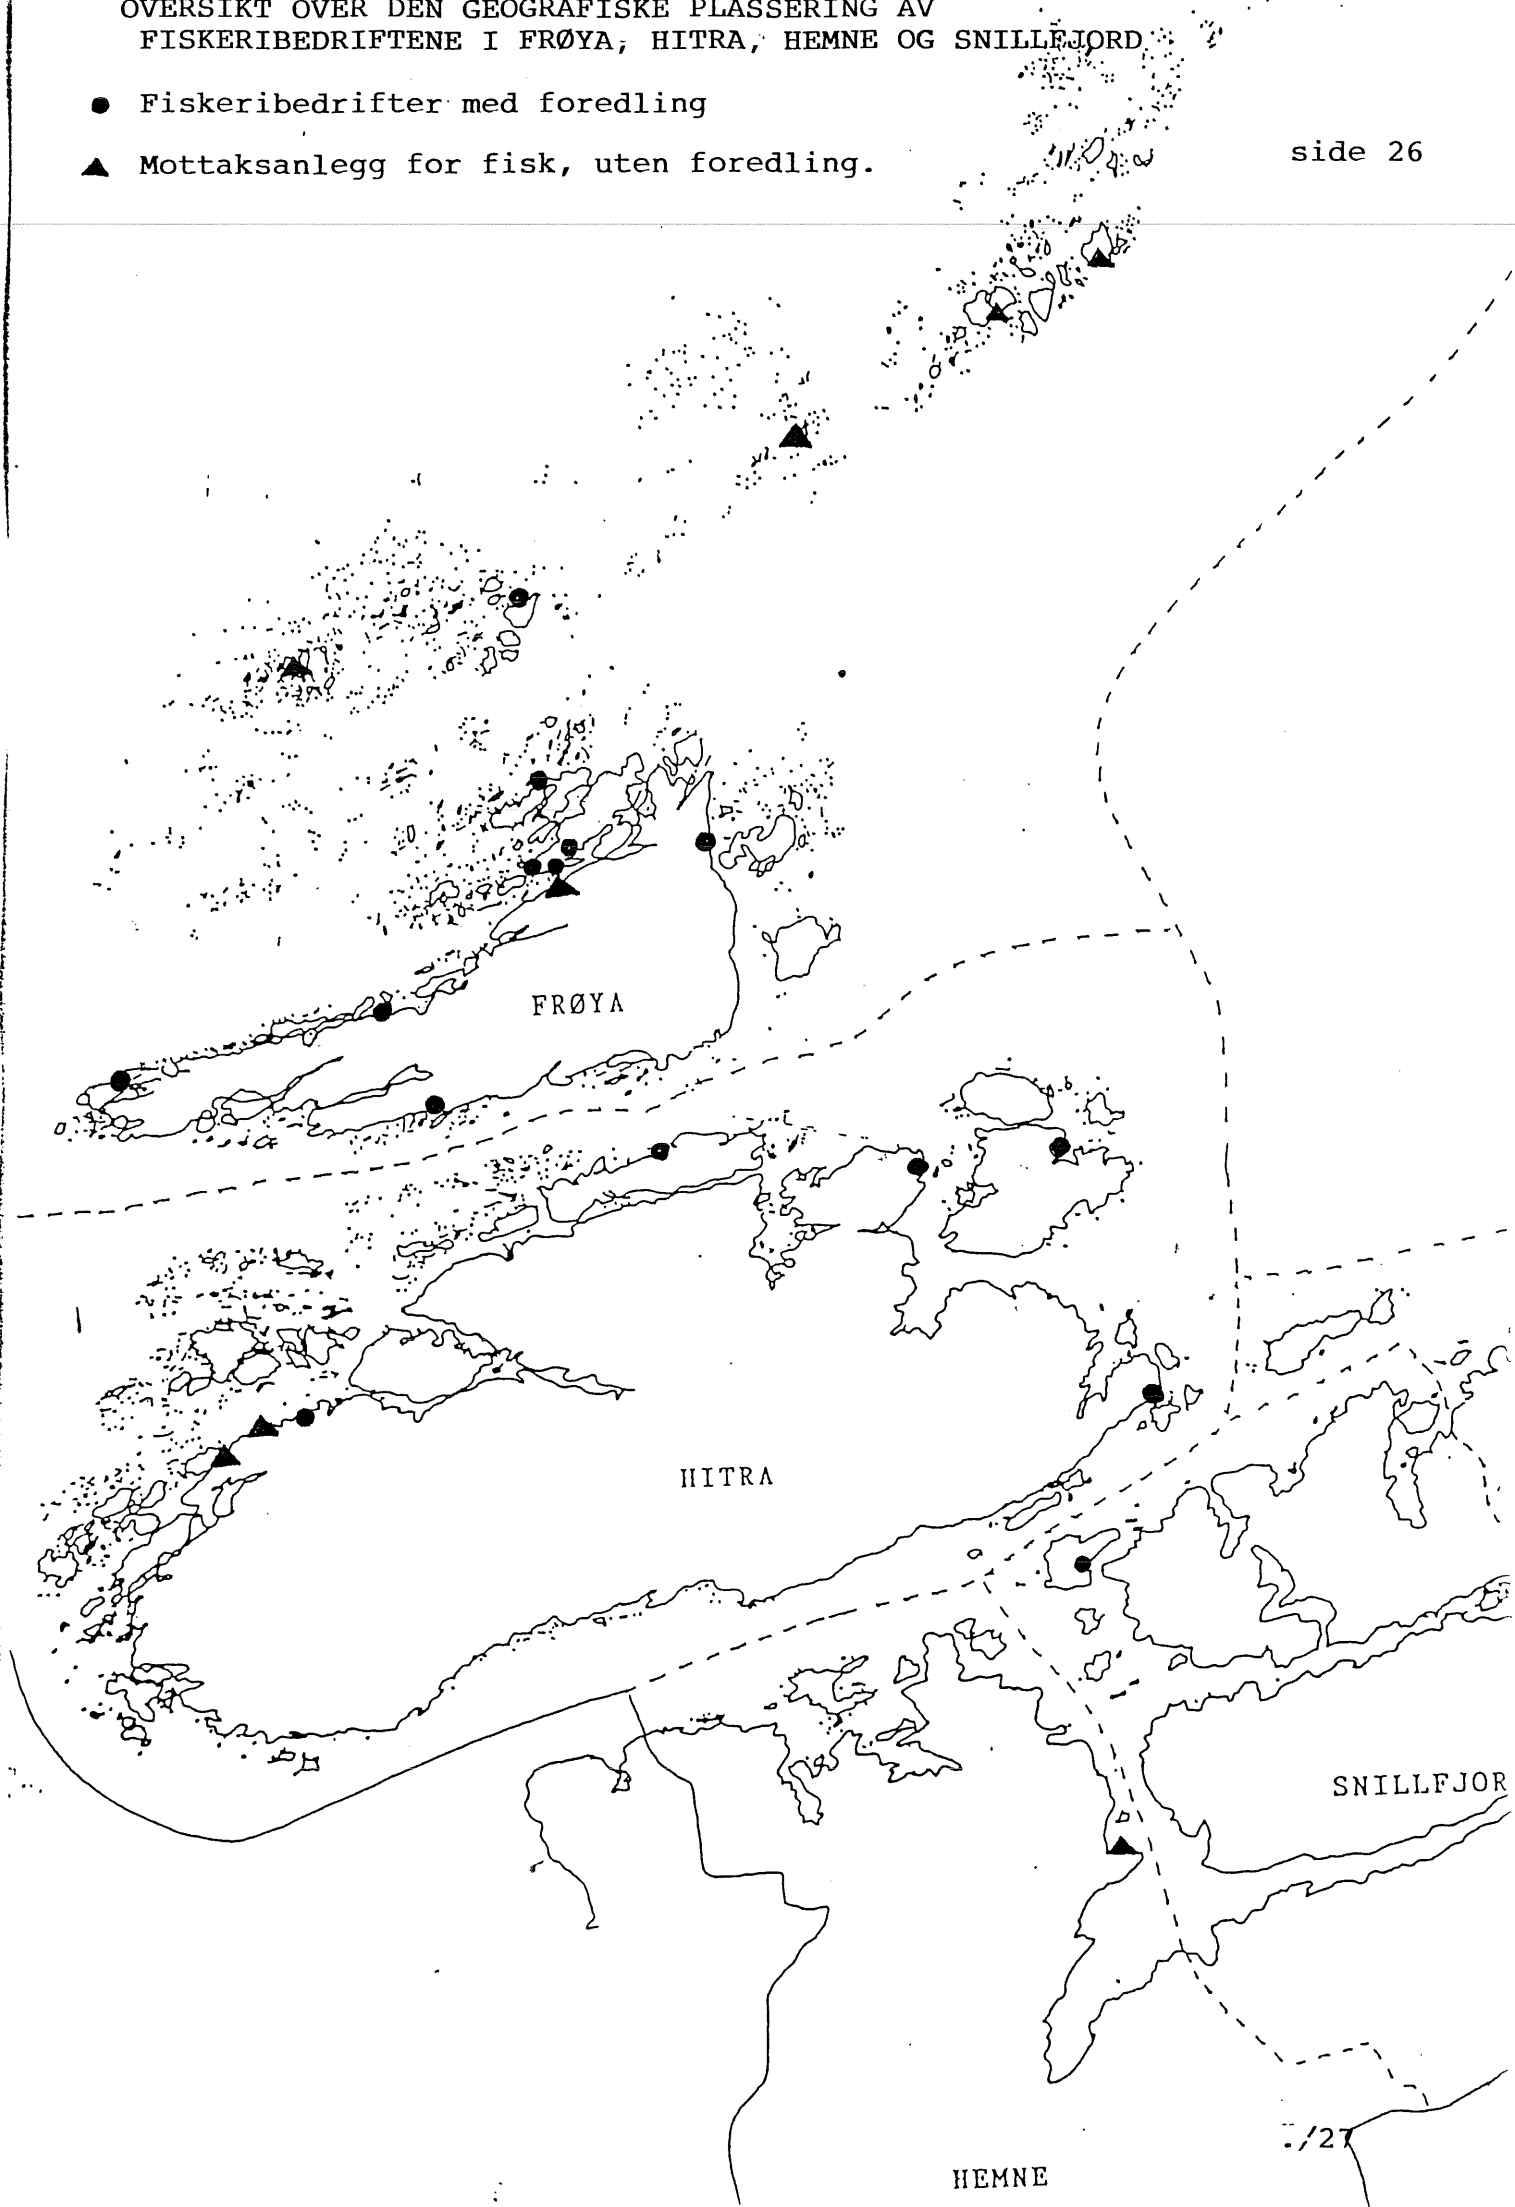 OVERSIKT OVER DEN GEOGRAFISKE PLASSERING AV
FISKERIBEDRIFTENE I FRØYA, HITRA, HEMNE OG SNILLFJORD
Fiskeribedrifter med foredling
Mottaksanlegg for fisk, uten foredling.
side 26
FRØYA
HITRA
SNILLFJOR
./27
HEMNE